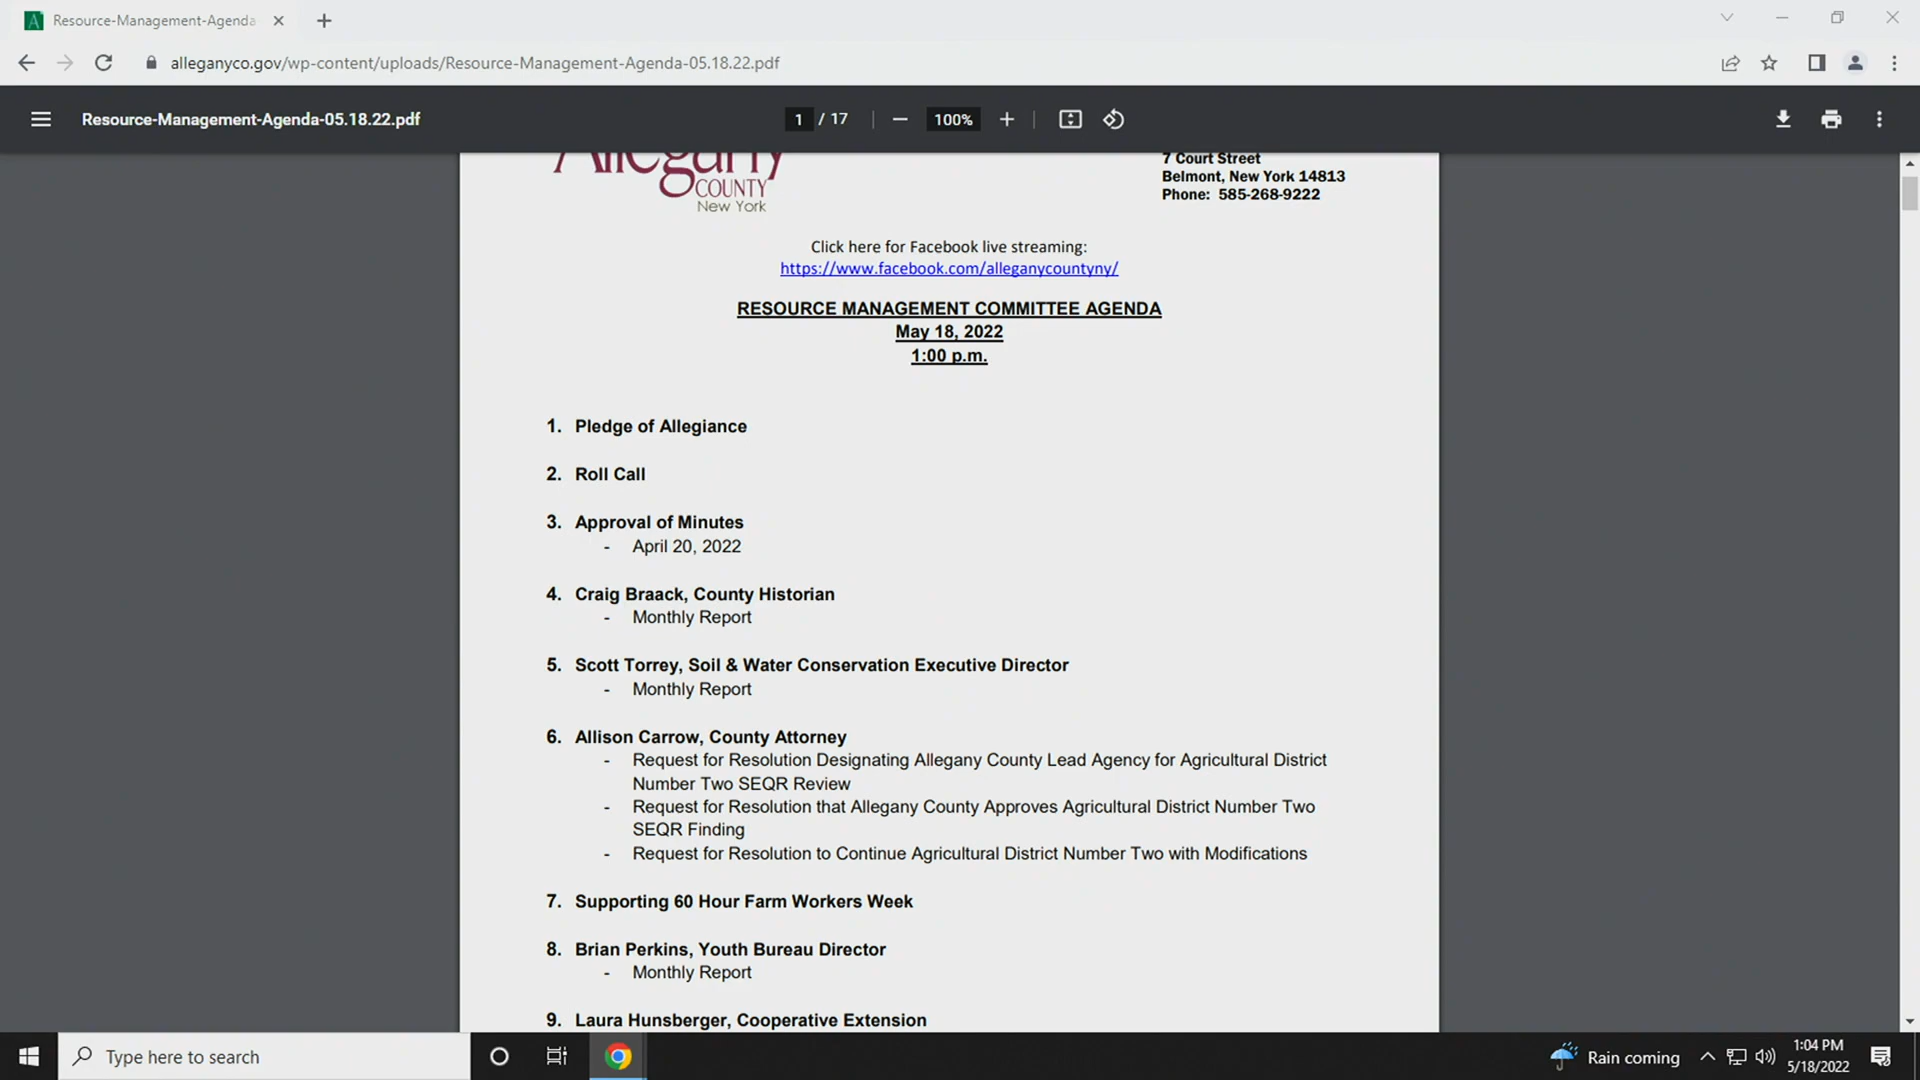 Resource-Management-Agenda
alleganyco.gov/wp-content/uploads/Resource-Management-Agenda-05.18.22.pdf
Resource-Management-Agenda-05.18.22.pdf
1 / 17
100%
Allegany
COUNTY
New York
7 Court Street
Belmont, New York 14813
Phone: 585-268-9222
Click here for Facebook live streaming:
https://www.facebook.com/alleganycountyny/
RESOURCE MANAGEMENT COMMITTEE AGENDA
May 18, 2022
1:00 p.m.
1. Pledge of Allegiance
2. Roll Call
3. Approval of Minutes
- April 20, 2022
4. Craig Braack, County Historian
- Monthly Report
5. Scott Torrey, Soil & Water Conservation Executive Director
- Monthly Report
6. Allison Carrow, County Attorney
- Request for Resolution Designating Allegany County Lead Agency for Agricultural District
Number Two SEQR Review
- Request for Resolution that Allegany County Approves Agricultural District Number Two
SEQR Finding
- Request for Resolution to Continue Agricultural District Number Two with Modifications
7. Supporting 60 Hour Farm Workers Week
8. Brian Perkins, Youth Bureau Director
- Monthly Report
9. Laura Hunsberger, Cooperative Extension
Type here to search
Rain coming
1:04 PM
5/18/2022